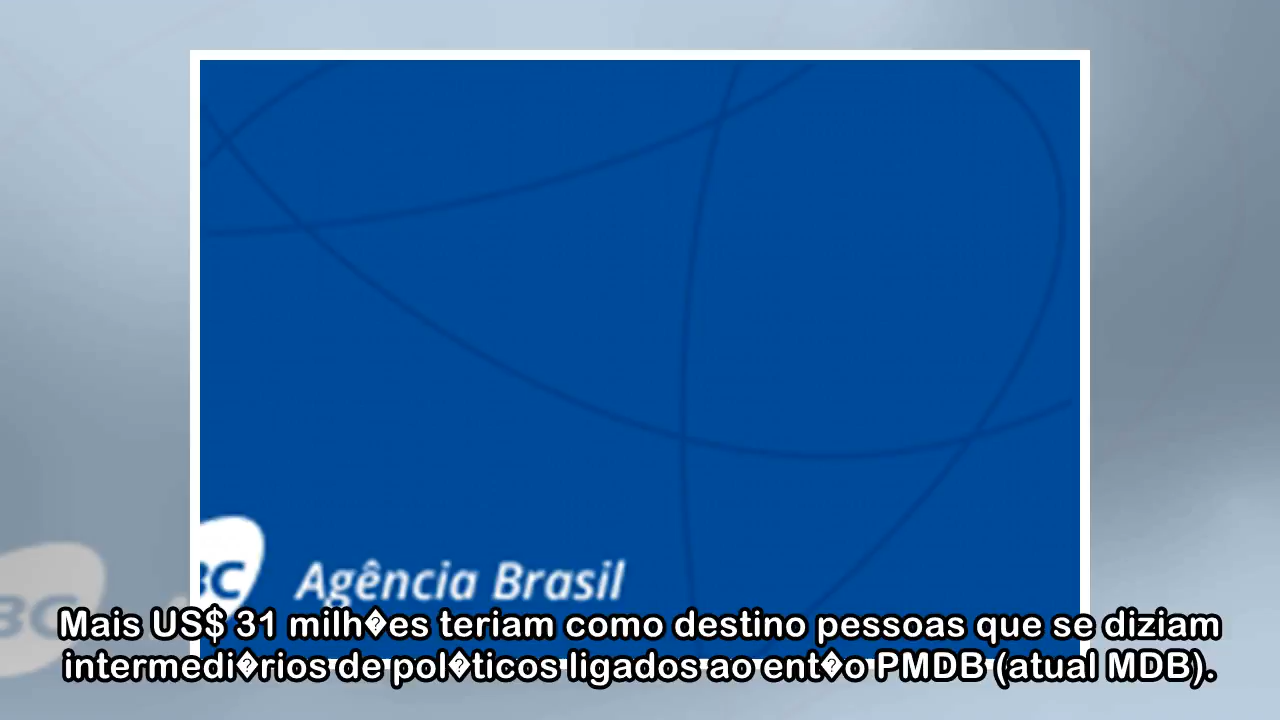 BC
Agência Brasil
Mais US$ 31 milh�es teriam como destino pessoas que se diziam
intermedi�rios de pol�ticos ligados ao ent�o PMDB (atual MDB).